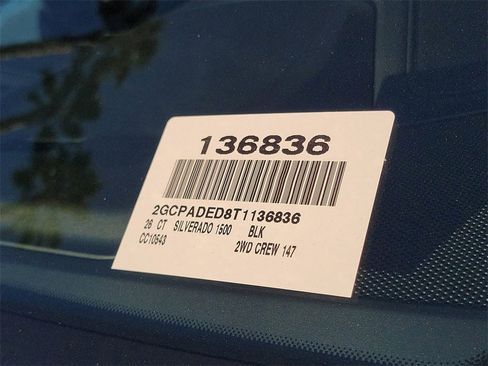 136836
2GCPADED8T1136836
26 CT SILVERADO 1500 BLK
CC10543 2WD CREW 147